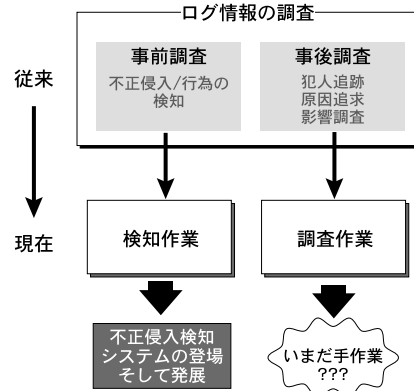 ログ情報の調査
事前調査
不正侵入/行為の
検知
事後調査
犯人追跡
原因追求
影響調査
従来
現在
検知作業
調査作業
不正侵入検知
システムの登場
そして発展
いまだ手作業
???